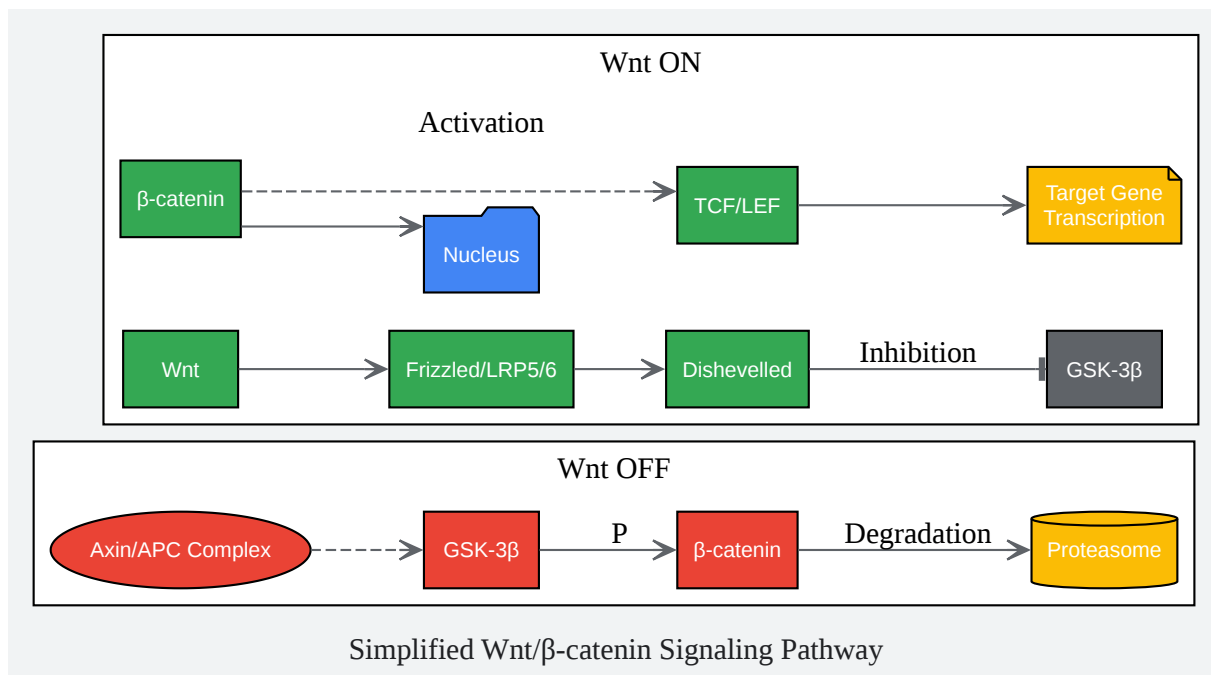 Wnt ON
Activation
β-catenin
Nucleus
TCF/LEF
Target Gene
Transcription
Wnt
Frizzled/LRP5/6
Dishevelled
Inhibition
GSK-3β
Wnt OFF
Axin/APC Complex
GSK-3β
P
β-catenin
Degradation
Proteasome
Simplified Wnt/β-catenin Signaling Pathway